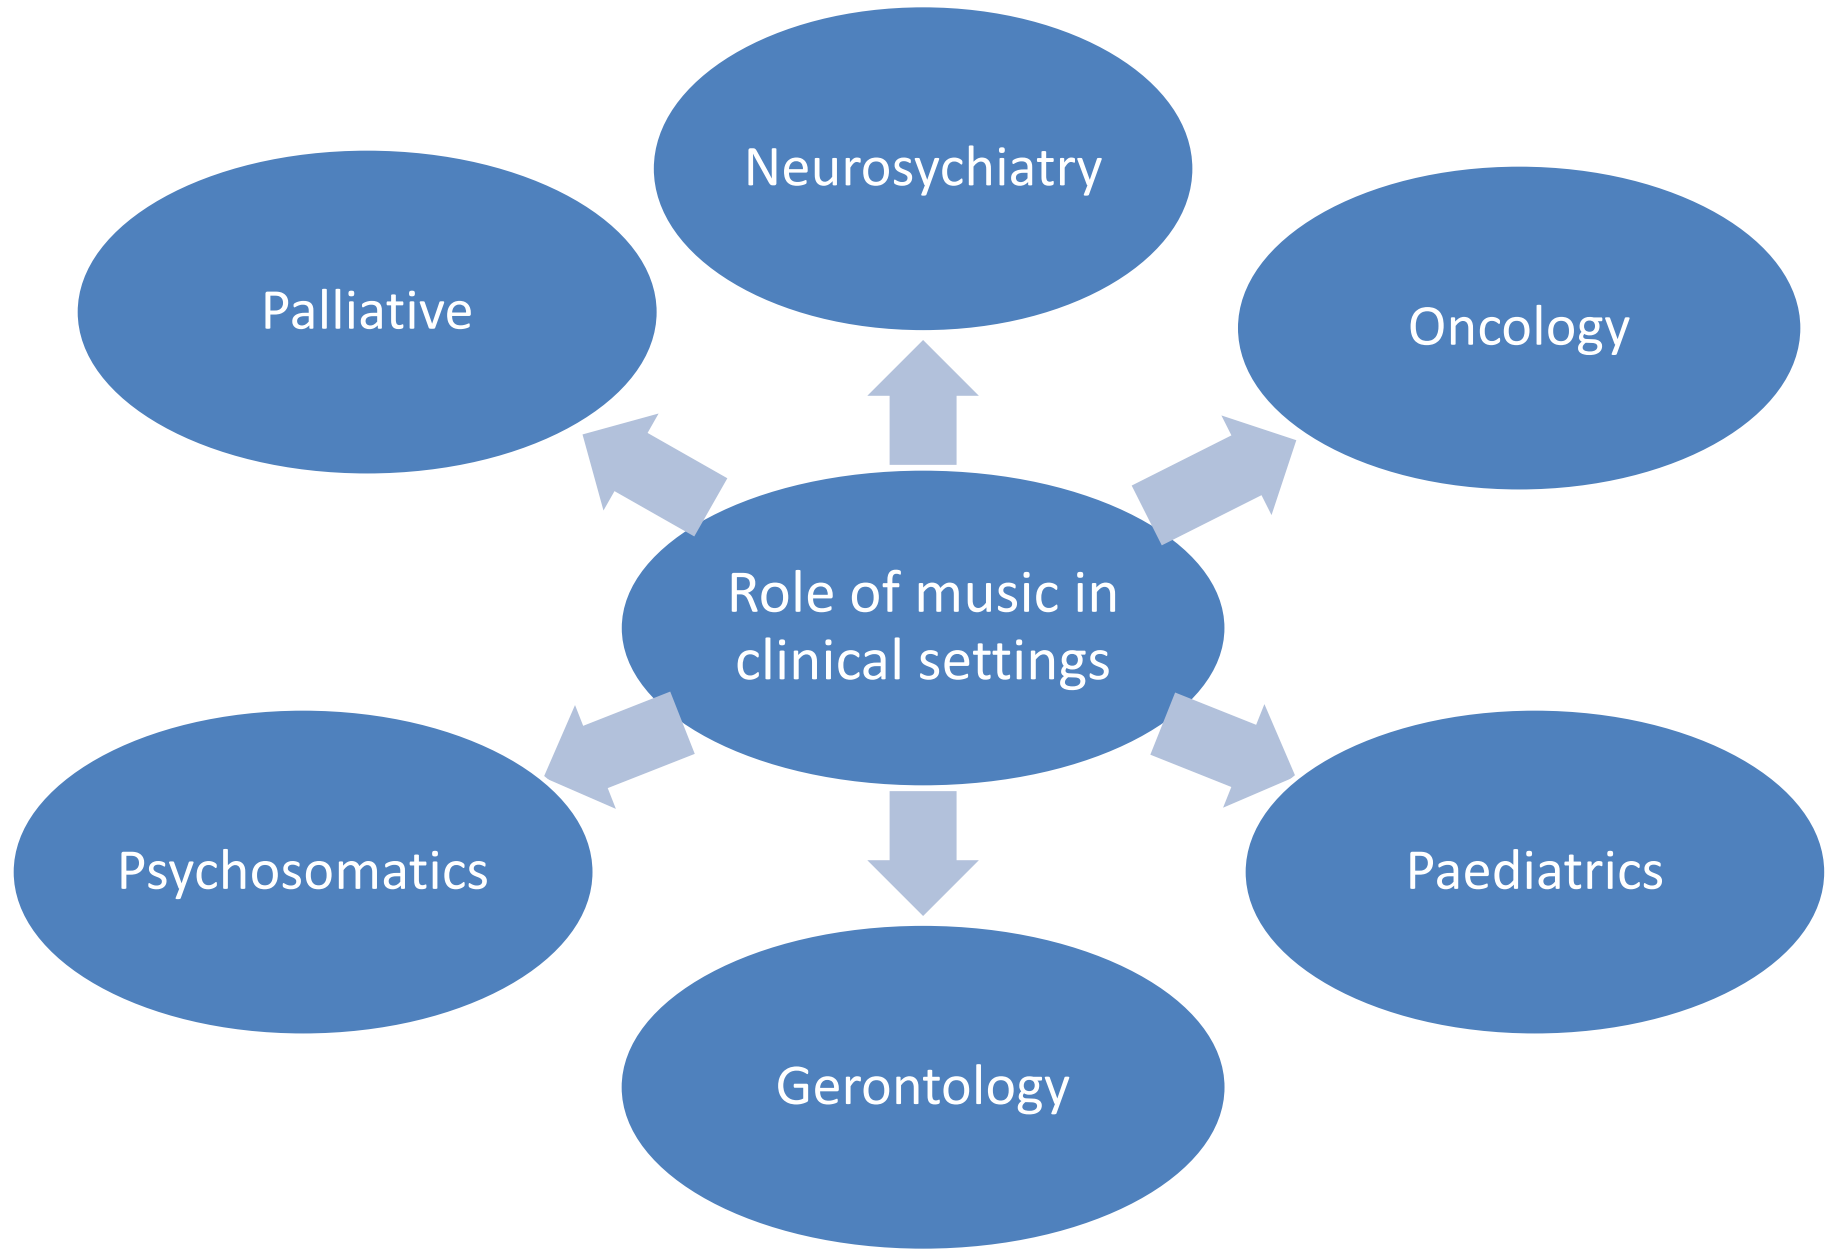 Neurosychiatry
Palliative
Oncology
Role of music in
clinical settings
Psychosomatics
Paediatrics
Gerontology